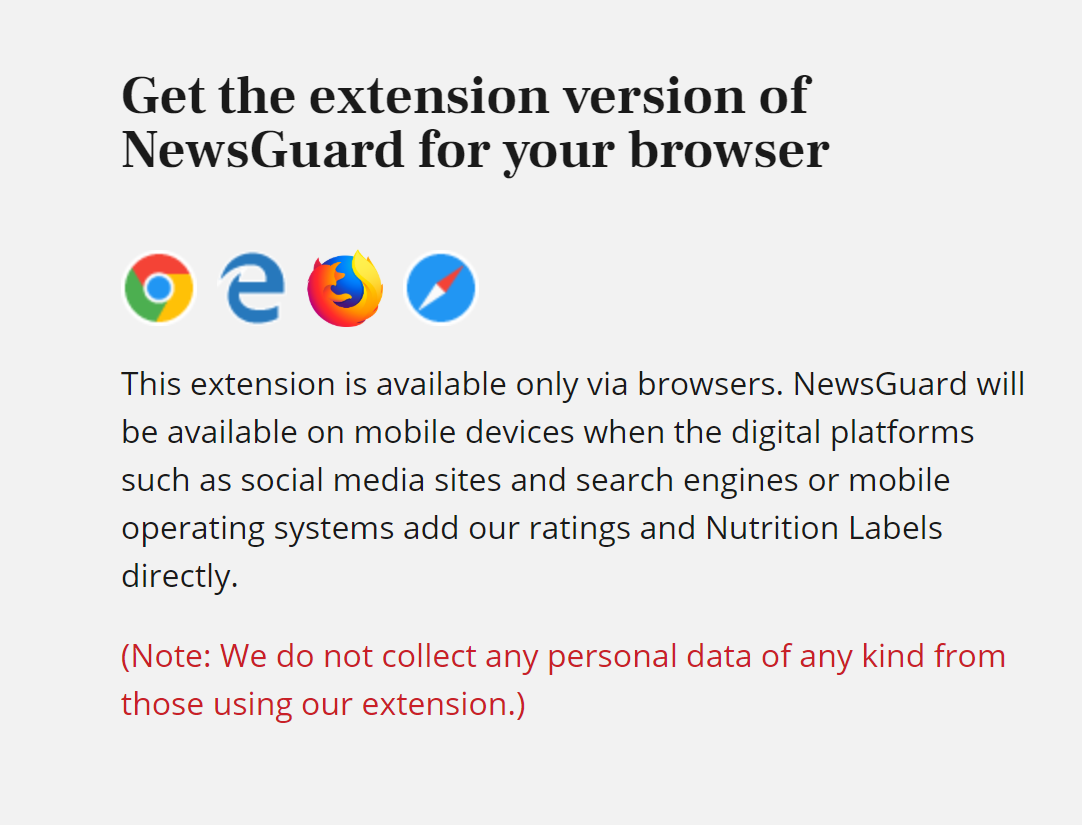 Get the extension version of
NewsGuard for your browser
This extension is available only via browsers. NewsGuard will
be available on mobile devices when the digital platforms
such as social media sites and search engines or mobile
operating systems add our ratings and Nutrition Labels
directly.
(Note: We do not collect any personal data of any kind from
those using our extension.)